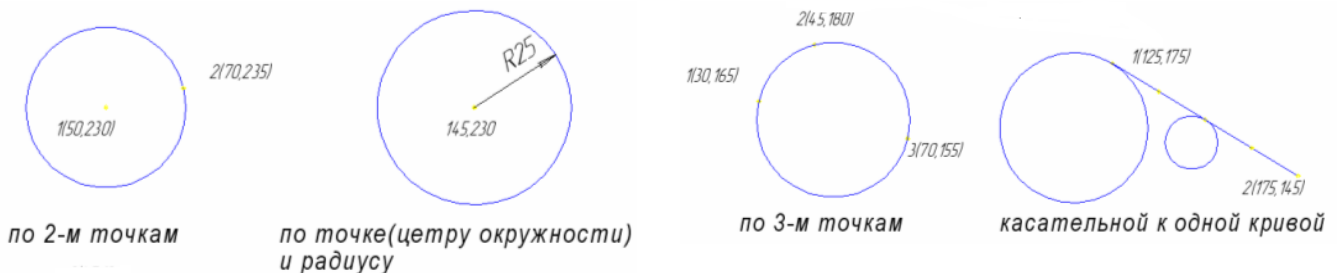 2(70,235)
1(50,230)
по 2-м точкам
R25
145,230
по точке(цетру окружности)
и радиусу
2(45,180)
1(30,165)
3(70,155)
по 3-м точкам
1(125,175)
2(175,145)
касательной к одной кривой